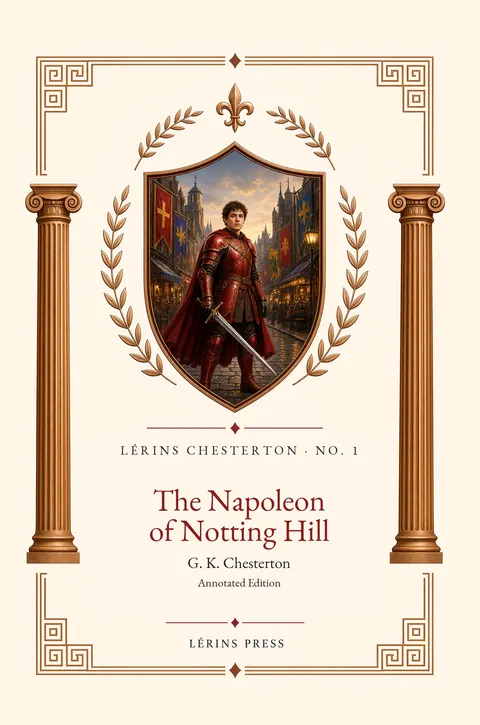 LÉRINS CHESTERTON · NO. 1
The Napoleon
of Notting Hill
G. K. Chesterton
Annotated Edition
LÉRINS PRESS